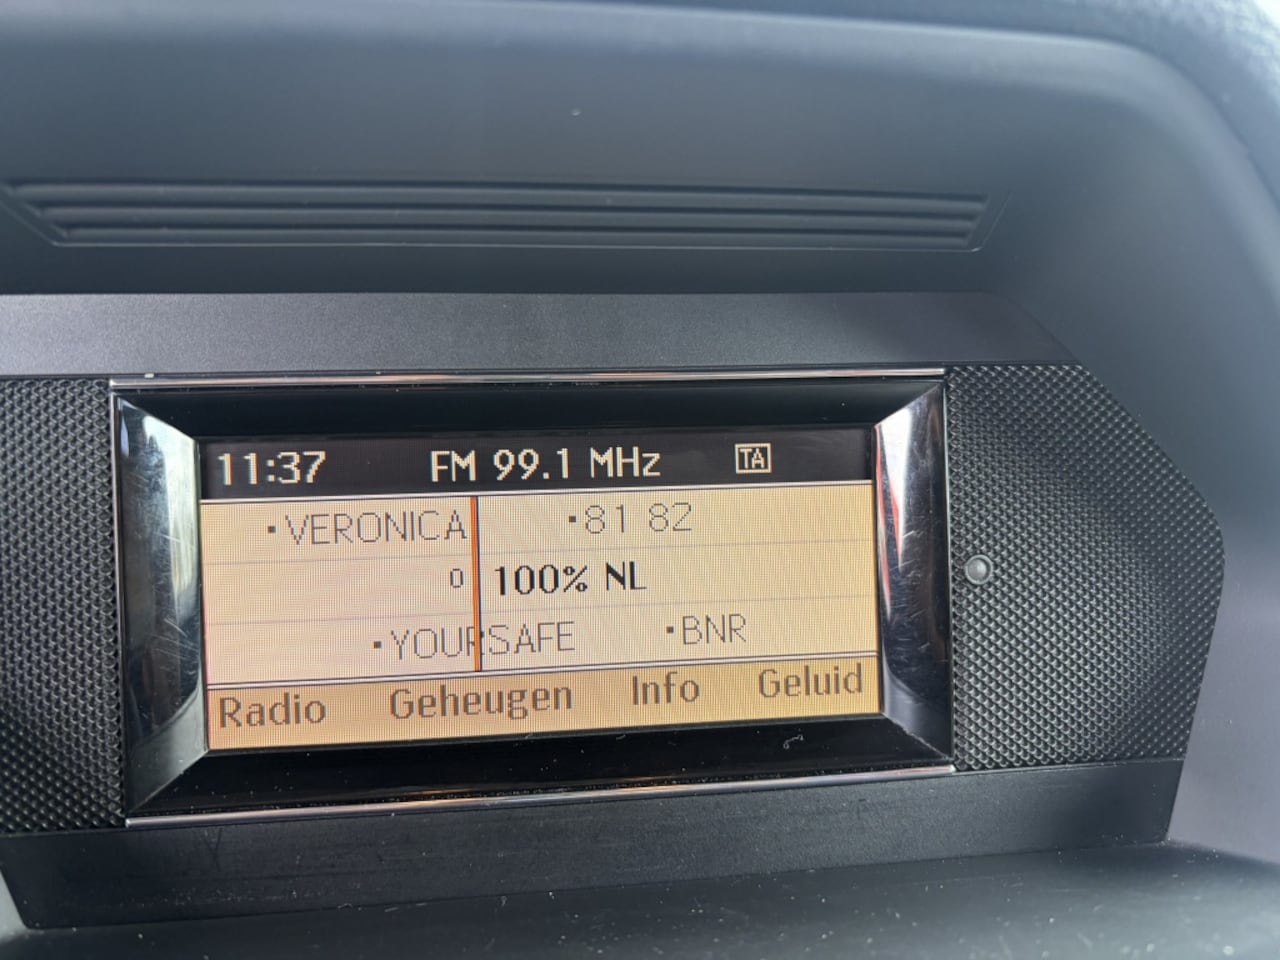 11:37 FM 99.1 MHz TA
·VERONICA ·81 82
0 100% NL
·YOURSAFE ·BNR
Radio Geheugen Info Geluid